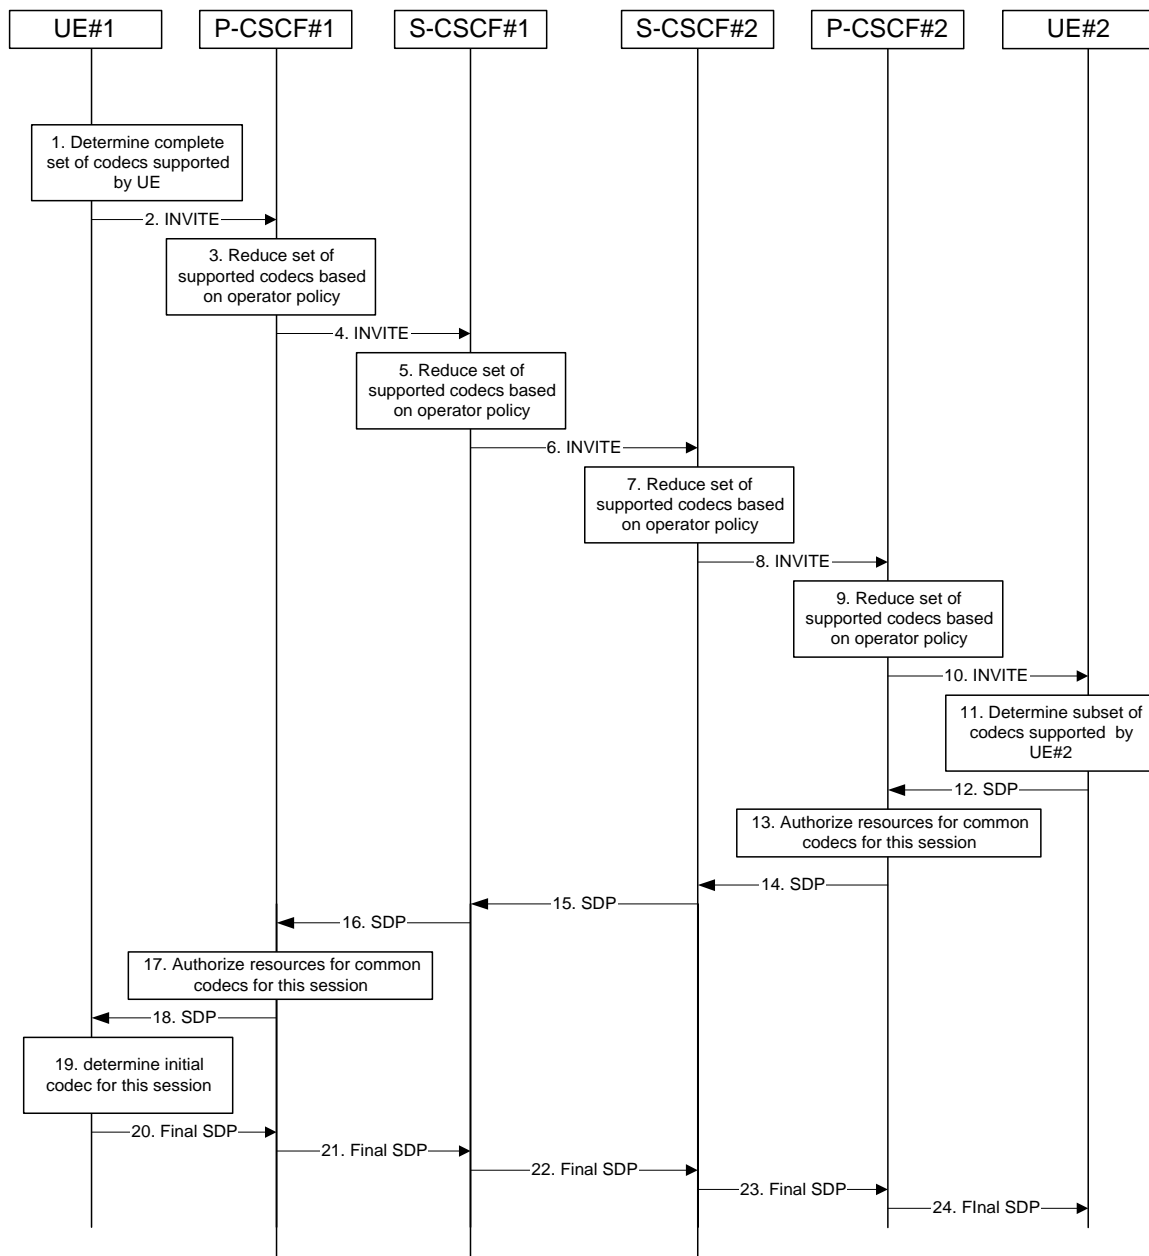 UE#1
P-CSCF#1
S-CSCF#1
S-CSCF#2
P-CSCF#2
UE#2
1. Determine complete
set of codecs supported
by UE
2. INVITE
3. Reduce set of
supported codecs based
on operator policy
4. INVITE
5. Reduce set of
supported codecs based
on operator policy
6. INVITE
7. Reduce set of
supported codecs based
on operator policy
8. INVITE
9. Reduce set of
supported codecs based
on operator policy
10. INVITE
11. Determine subset of
codecs supported by
UE#2
12. SDP
13. Authorize resources for common
codecs for this session
14. SDP
15. SDP
16. SDP
17. Authorize resources for common
codecs for this session
18. SDP
19. determine initial
codec for this session
20. Final SDP
21. Final SDP
22. Final SDP
23. Final SDP
24. FInal SDP